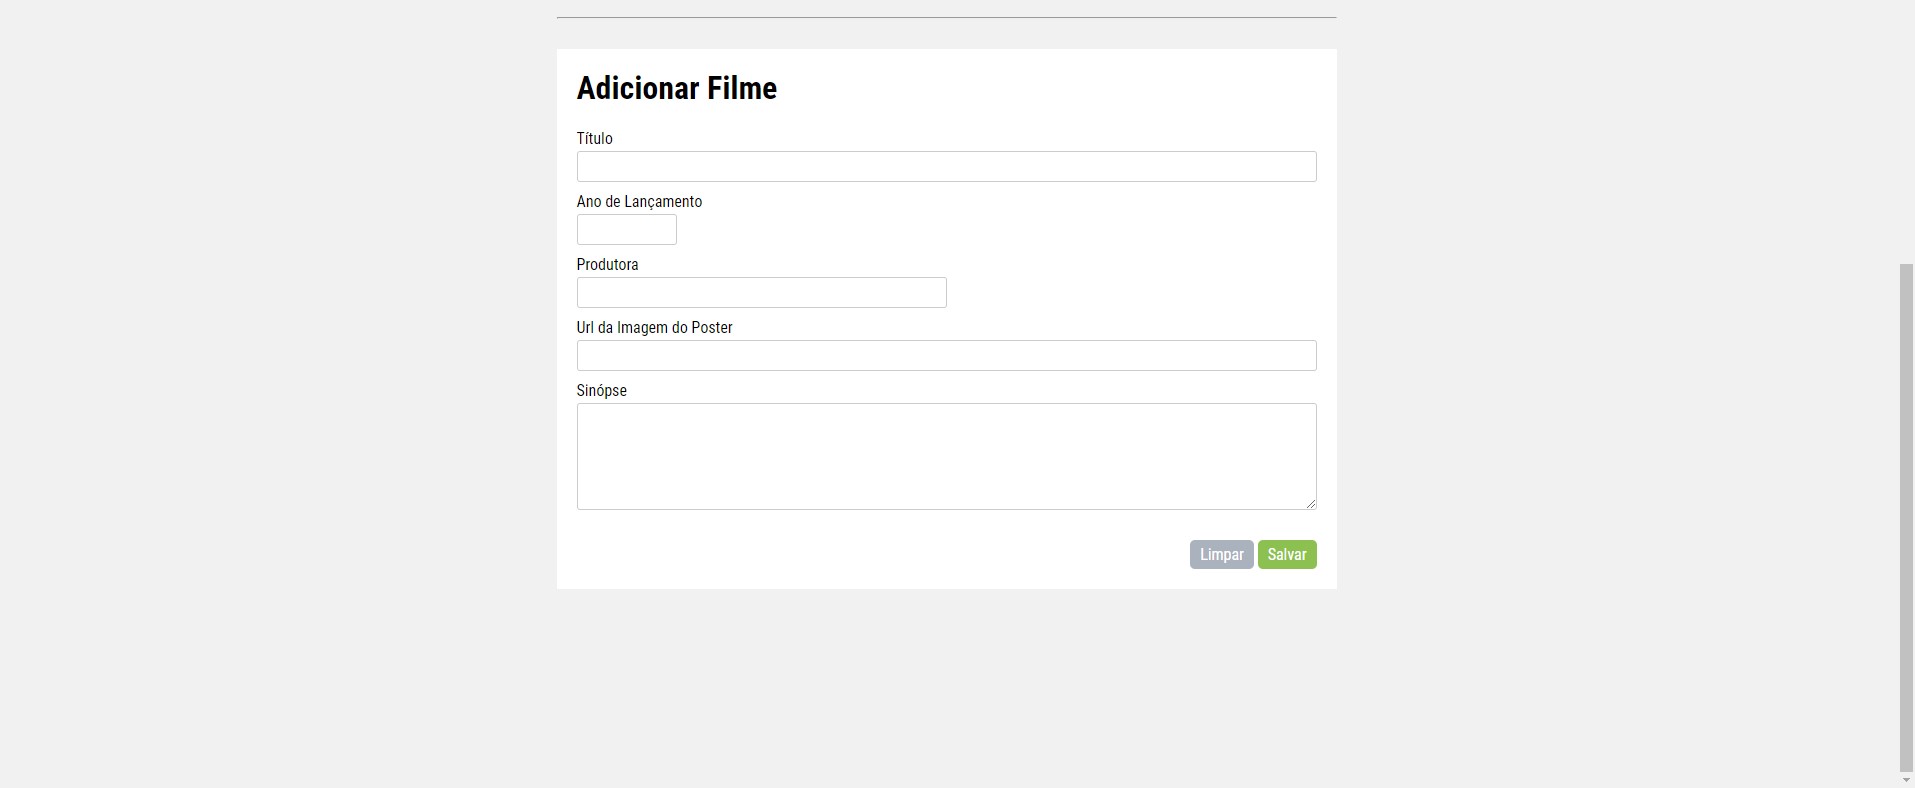 Adicionar Filme
Título
Ano de Lançamento
Produtora
Url da Imagem do Poster
Sinópse
Limpar Salvar